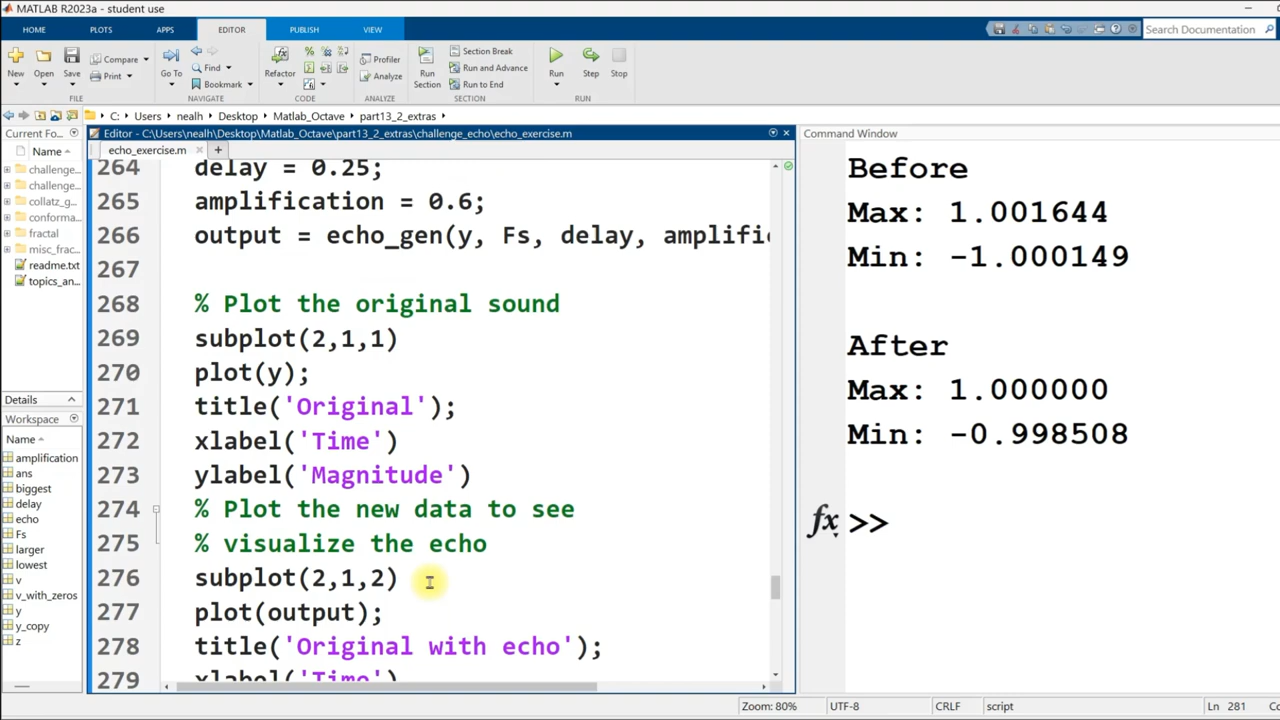 MATLAB R2023a - student use
HOME PLOTS APPS EDITOR PUBLISH VIEW
Search Documentation
New Open Save Compare Print
Go To Find Bookmark
Refactor
Profiler Analyze
Run Section Section Break Run and Advance Run to End
Run Step Stop
FILE NAVIGATE CODE ANALYZE SECTION RUN
C: Users nealh Desktop Matlab_Octave part13_2_extras
Current Fo...
Name
challenge...
challenge...
collatz_g...
conforma...
fractal
misc_frac...
readme.txt
topics_an...
Details
Workspace
Name
amplification
ans
biggest
delay
echo
Fs
larger
lowest
v
v_with_zeros
y
y_copy
z
Editor - C:\Users\nealh\Desktop\Matlab_Octave\part13_2_extras\challenge_echo\echo_exercise.m
echo_exercise.m +
264 delay = 0.25;
265 amplification = 0.6;
266 output = echo_gen(y, Fs, delay, amplific
267
268 % Plot the original sound
269 subplot(2,1,1)
270 plot(y);
271 title('Original');
272 xlabel('Time')
273 ylabel('Magnitude')
274 % Plot the new data to see
275 % visualize the echo
276 subplot(2,1,2)
277 plot(output);
278 title('Original with echo');
279 xlabel('Time')
Command Window
Before
Max: 1.001644
Min: -1.000149
After
Max: 1.000000
Min: -0.998508
fx >>
Zoom: 80% UTF-8 CRLF script Ln 281 Co